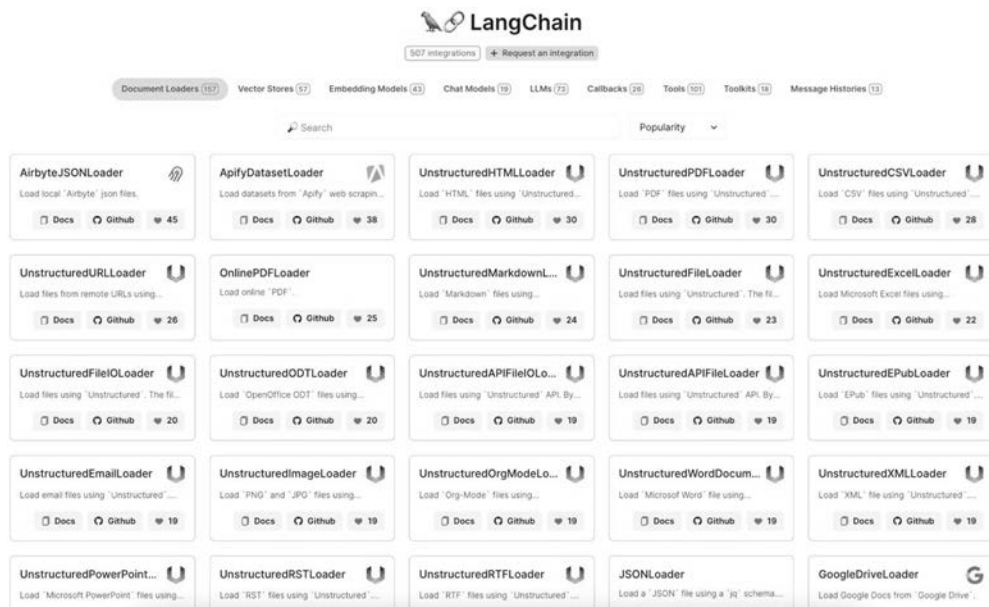 LangChain
507 integrations + Request an integration
Document Loaders 157 Vector Stores 57 Embedding Models 43 Chat Models 19 LLMs 73 Callbacks 26 Tools 101 Toolkits 18 Message Histories 13
Search Popularity
AirbyteJSONLoader ApifyDatasetLoader UnstructuredHTMLLoader UnstructuredPDFLoader UnstructuredCSVLoader
Load local `Airbyte` json files. Load datasets from `Apify` web scrapin... Load `HTML` files using `Unstructured... Load `PDF` files using `Unstructured`.... Load `CSV` files using `Unstructured`....
Docs Github 45 Docs Github 38 Docs Github 30 Docs Github 30 Docs Github 28
UnstructuredURLLoader OnlinePDFLoader UnstructuredMarkdownL... UnstructuredFileLoader UnstructuredExcelLoader
Load files from remote URLs using... Load online `PDF`... Load `Markdown` files using... Load files using `Unstructured`. The fil... Load Microsoft Excel files using...
Docs Github 26 Docs Github 25 Docs Github 24 Docs Github 23 Docs Github 22
UnstructuredFileIOLoader UnstructuredODTLoader UnstructuredAPIFileIOLo... UnstructuredAPIFileLoader UnstructuredEPubLoader
Load files using `Unstructured`. The fil... Load `OpenOffice ODT` files using... Load files using `Unstructured` API. By... Load files using `Unstructured` API. By... Load `EPub` files using `Unstructured`....
Docs Github 20 Docs Github 20 Docs Github 19 Docs Github 19 Docs Github 19
UnstructuredEmailLoader UnstructuredImageLoader UnstructuredOrgModeLo... UnstructuredWordDocum... UnstructuredXMLLoader
Load email files using `Unstructured`.... Load `PNG` and `JPG` files using... Load `Org-Mode` files using... Load `Microsof Word` file using... Load `XML` file using `Unstructured`....
Docs Github 19 Docs Github 19 Docs Github 19 Docs Github 19 Docs Github 19
UnstructuredPowerPoint... UnstructuredRSTLoader UnstructuredRTFLoader JSONLoader GoogleDriveLoader
Load `Microsoft PowerPoint` files using... Load `RST` files using `Unstructured`.... Load `RTF` files using `Unstructured`.... Load a `JSON` file using a `jq` schema.... Load Google Docs from `Google Drive`.